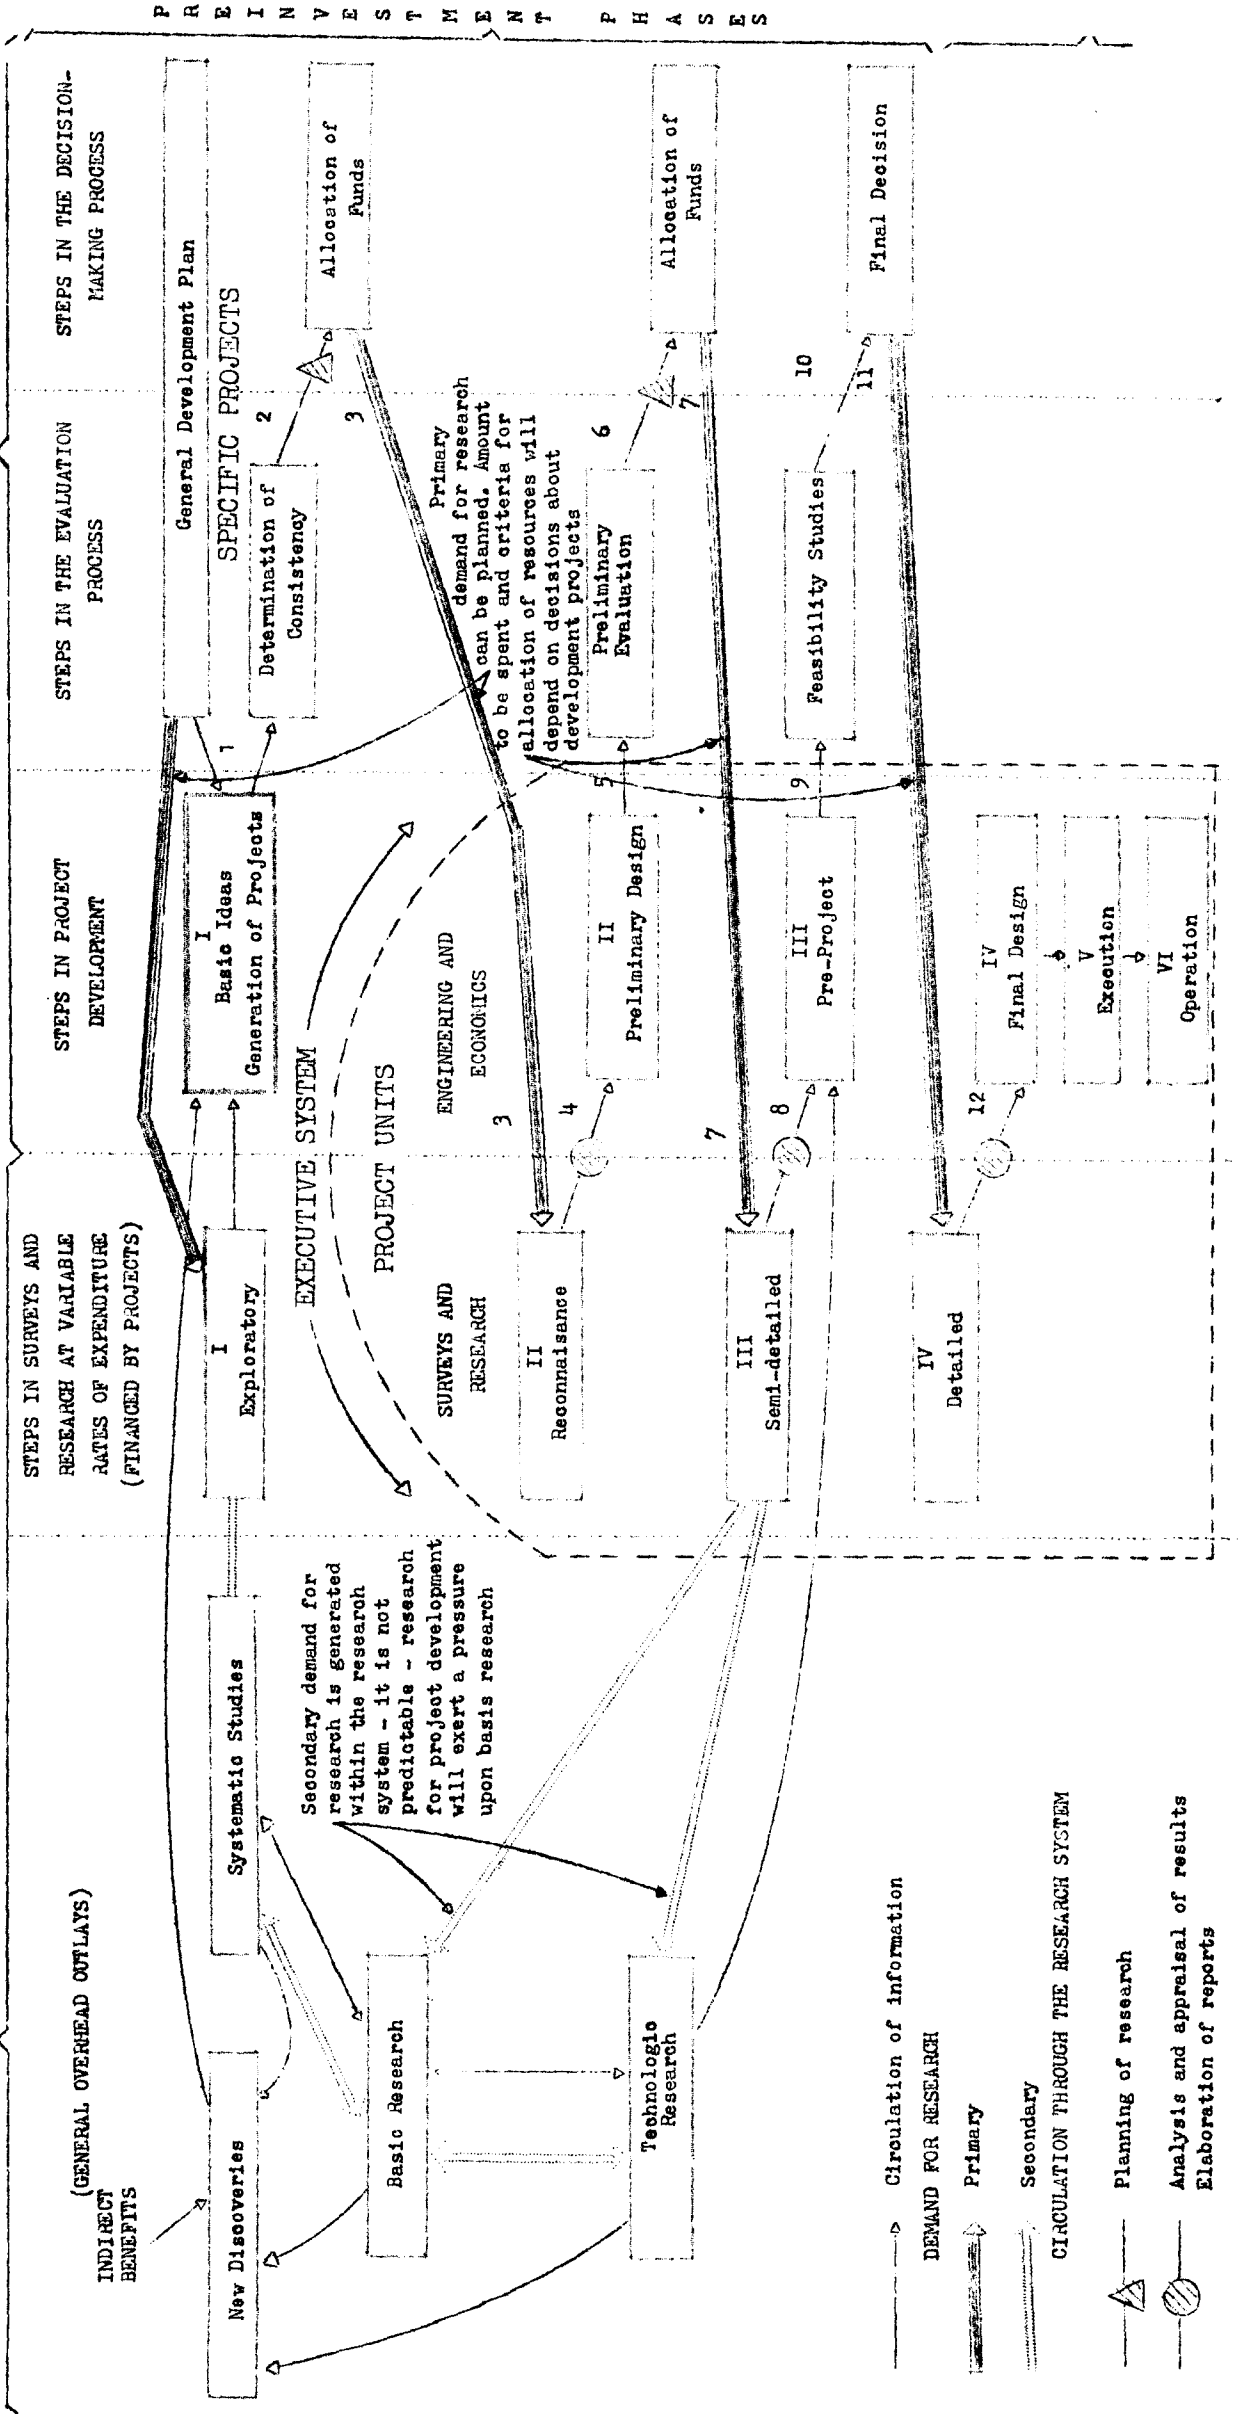 PREINVESTMENT PHASES
STEPS IN SURVEYS AND
RESEARCH AT VARIABLE
RATES OF EXPENDITURE
(FINANCED BY PROJECTS)
STEPS IN PROJECT
DEVELOPMENT
STEPS IN THE EVALUATION
PROCESS
STEPS IN THE DECISION-
MAKING PROCESS
(GENERAL OVERHEAD OUTLAYS)
INDIRECT
BENEFITS
New Discoveries
Systematic Studies
I
Exploratory
I
Basic Ideas
Generation of Projects
1
General Development Plan
SPECIFIC PROJECTS
Determination of
Consistency
2
Allocation of
Funds
3
Secondary demand for
research is generated
within the research
system - it is not
predictable - research
for project development
will exert a pressure
upon basis research
EXECUTIVE SYSTEM
PROJECT UNITS
Primary
demand for research
can be planned. Amount
to be spent and criteria for
allocation of resources will
depend on decisions about
development projects
Basic Research
SURVEYS AND
RESEARCH
ENGINEERING AND
ECONOMICS
3
II
Reconnaisance
4
II
Preliminary Design
5
Preliminary
Evaluation
6
Allocation of
Funds
7
Technologic
Research
7
III
Semi-detailed
8
III
Pre-Project
9
Feasibility Studies
10
11
Final Decision
IV
Detailed
12
IV
Final Design
V
Execution
VI
Operation
Circulation of information
DEMAND FOR RESEARCH
Primary
Secondary
CIRCULATION THROUGH THE RESEARCH SYSTEM
Planning of research
Analysis and appraisal of results
Elaboration of reports